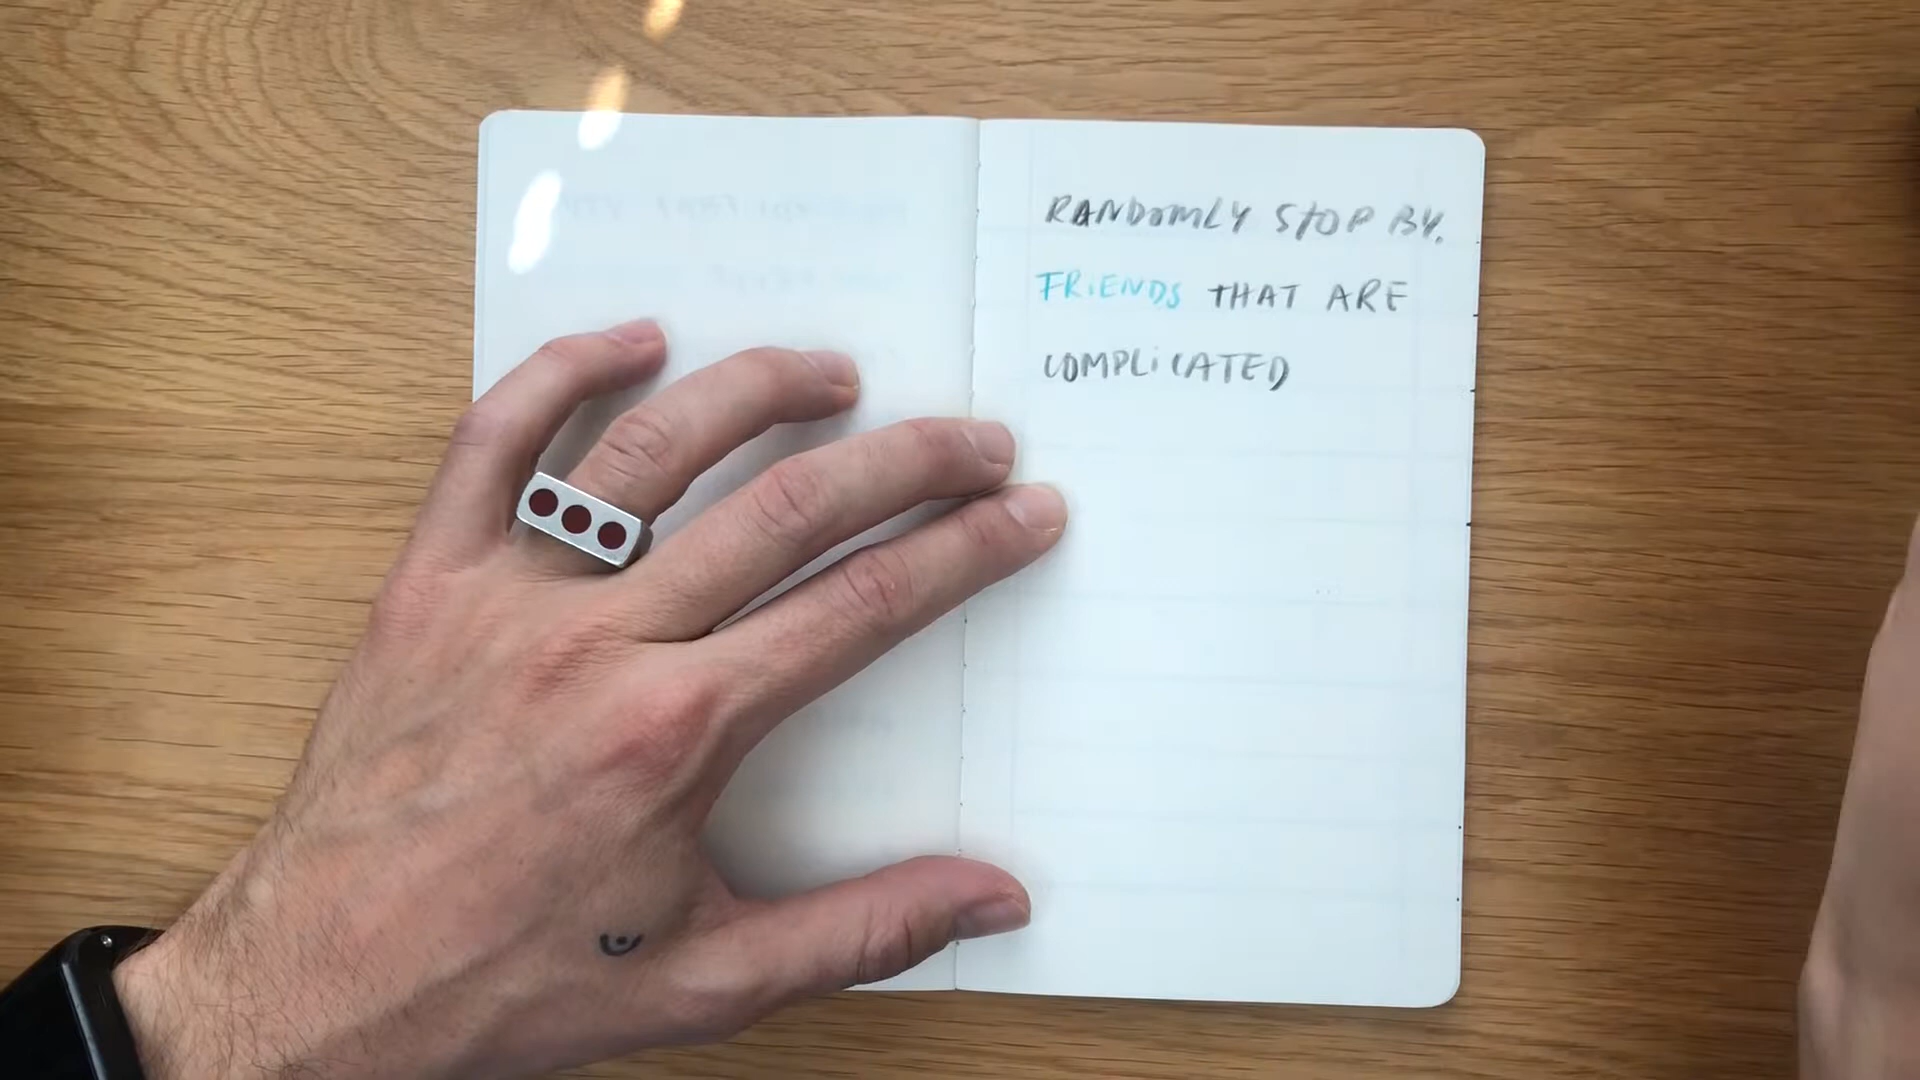 RANDOMLY STOP BY.
FRIENDS THAT ARE
COMPLICATED